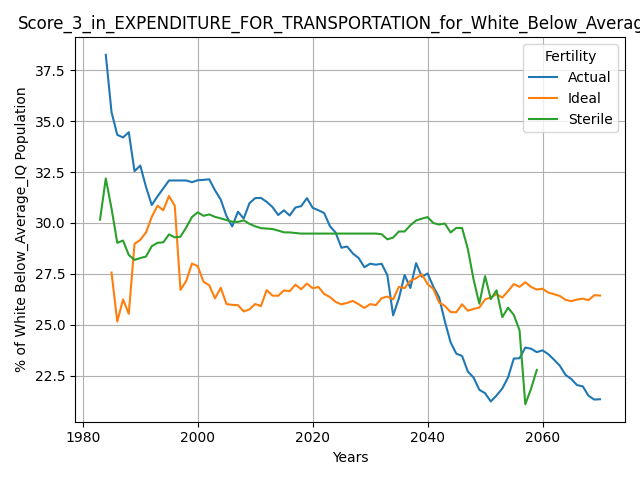 Score_3_in_EXPENDITURE_FOR_TRANSPORTATION_for_White_Below_Averag
Fertility
Actual
Ideal
Sterile
% of White Below_Average_IQ Population
37.5
35.0
32.5
30.0
27.5
25.0
22.5
1980 2000 2020 2040 2060
Years